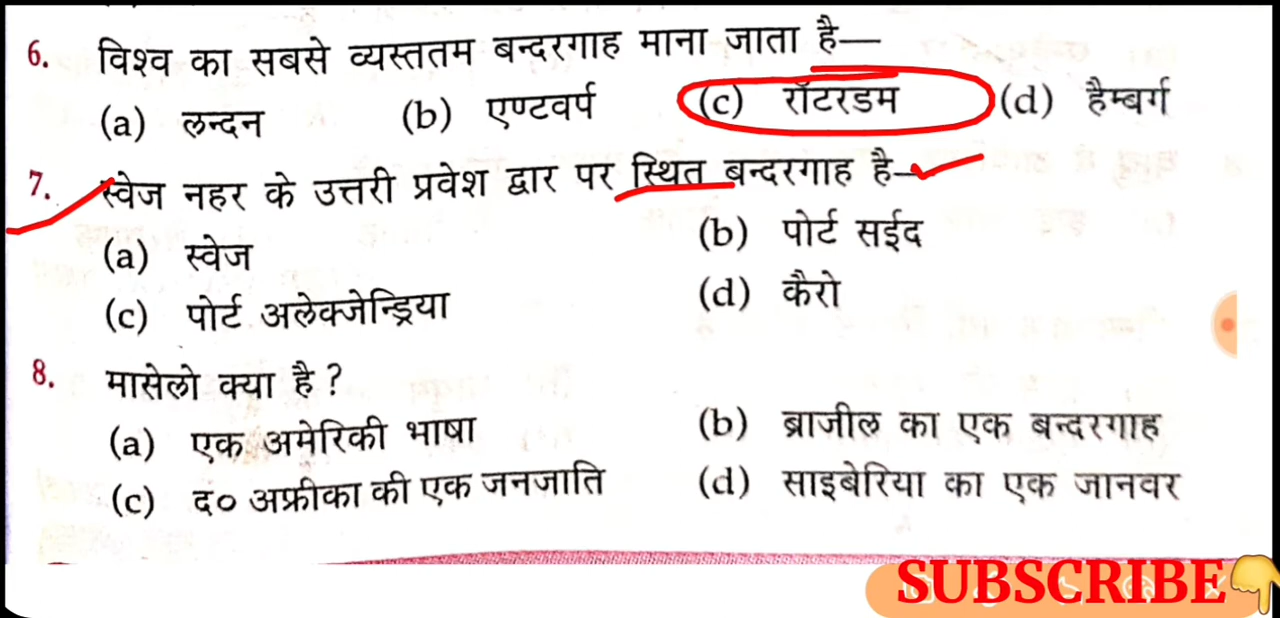 6. विश्व का सबसे व्यस्ततम बन्दरगाह माना जाता है—
(a) लन्दन (b) एण्टवर्प (c) रॉटरडम (d) हैम्बर्ग
7. स्वेज नहर के उत्तरी प्रवेश द्वार पर स्थित बन्दरगाह है—
(a) स्वेज (b) पोर्ट सईद
(c) पोर्ट अलेक्जेन्ड्रिया (d) कैरो
8. मासेलो क्या है ?
(a) एक अमेरिकी भाषा (b) ब्राजील का एक बन्दरगाह
(c) द० अफ्रीका की एक जनजाति (d) साइबेरिया का एक जानवर
SUBSCRIBE